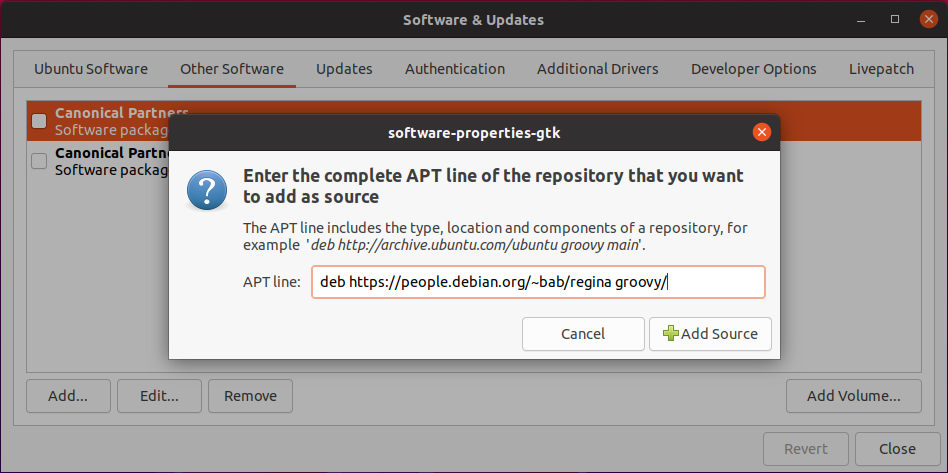 Software & Updates
Ubuntu Software Other Software Updates Authentication Additional Drivers Developer Options Livepatch
Canonical Partners
Software packag
Canonical Partn
Software packag
software-properties-gtk
Enter the complete APT line of the repository that you want
to add as source
The APT line includes the type, location and components of a repository, for
example 'deb http://archive.ubuntu.com/ubuntu groovy main'.
APT line: deb https://people.debian.org/~bab/regina groovy/
Cancel Add Source
Add... Edit... Remove Add Volume...
Revert Close